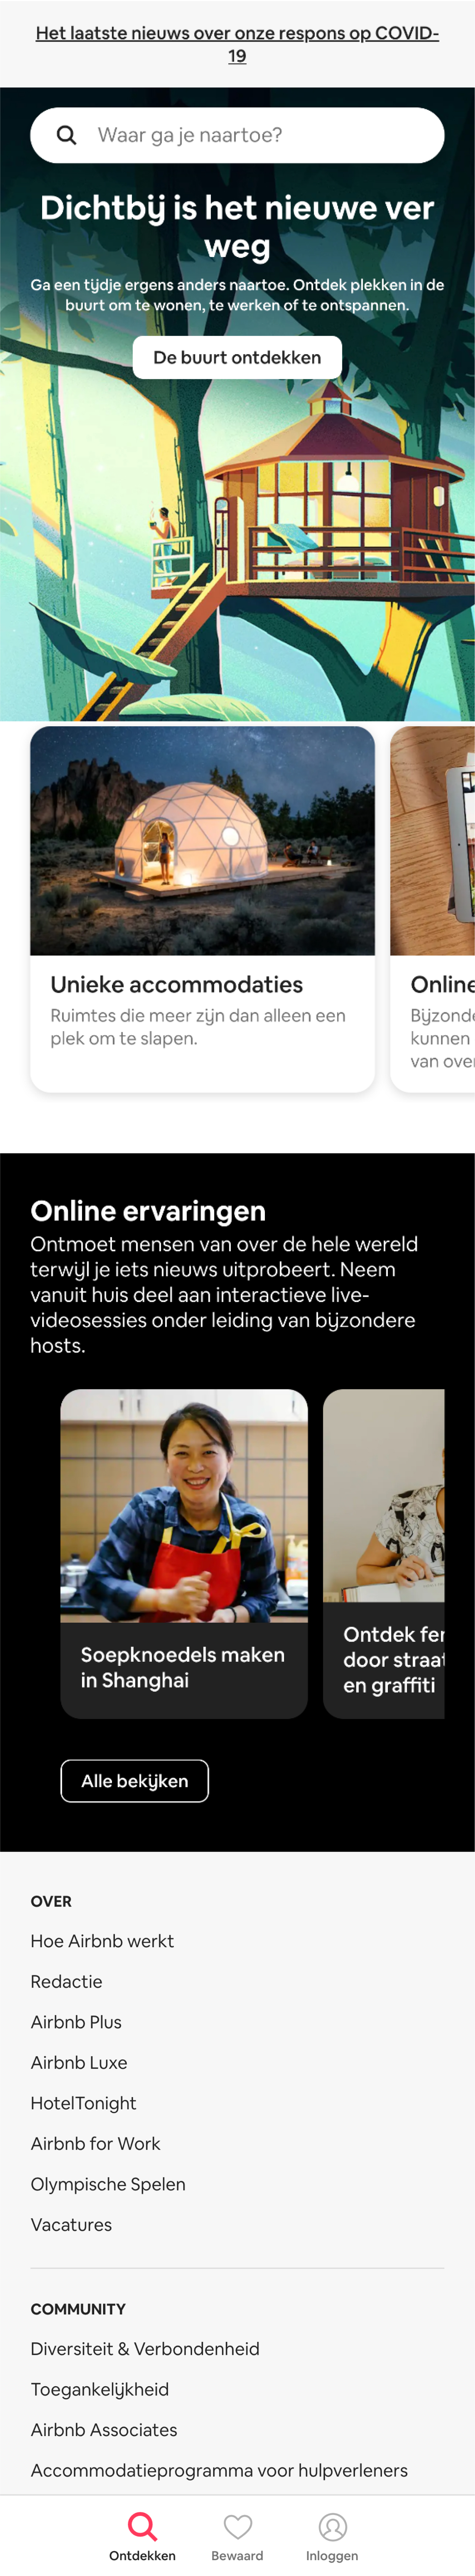 Het laatste nieuws over onze respons op COVID-
19
Waar ga je naartoe?
Dichtbij is het nieuwe ver
weg
Ga een tijdje ergens anders naartoe. Ontdek plekken in de
buurt om te wonen, te werken of te ontspannen.
De buurt ontdekken
Unieke accommodaties
Ruimtes die meer zijn dan alleen een
plek om te slapen.
Online
kunnen
Online ervaringen
Ontmoet mensen van over de hele wereld
terwijl je iets nieuws uitprobeert. Neem
vanuit huis deel aan interactieve live-
videosessies onder leiding van bijzondere
hosts.
Soepknoedels maken
in Shanghai
Ontdek
door
en graffiti
Alle bekijken
OVER
Hoe Airbnb werkt
Redactie
Airbnb Plus
Airbnb Luxe
HotelTonight
Airbnb for Work
Olympische Spelen
Vacatures
COMMUNITY
Diversiteit & Verbondenheid
Toegankelijkheid
Airbnb Associates
Accommodatieprogramma voor hulpverleners
Ontdekken
Bewaard
Inloggen